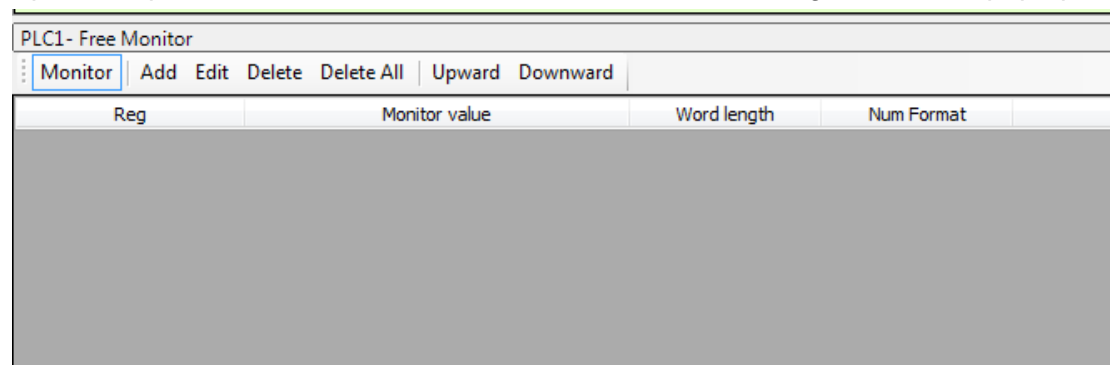 PLC1- Free Monitor
Monitor Add Edit Delete Delete All Upward Downward
Reg Monitor value Word length Num Format